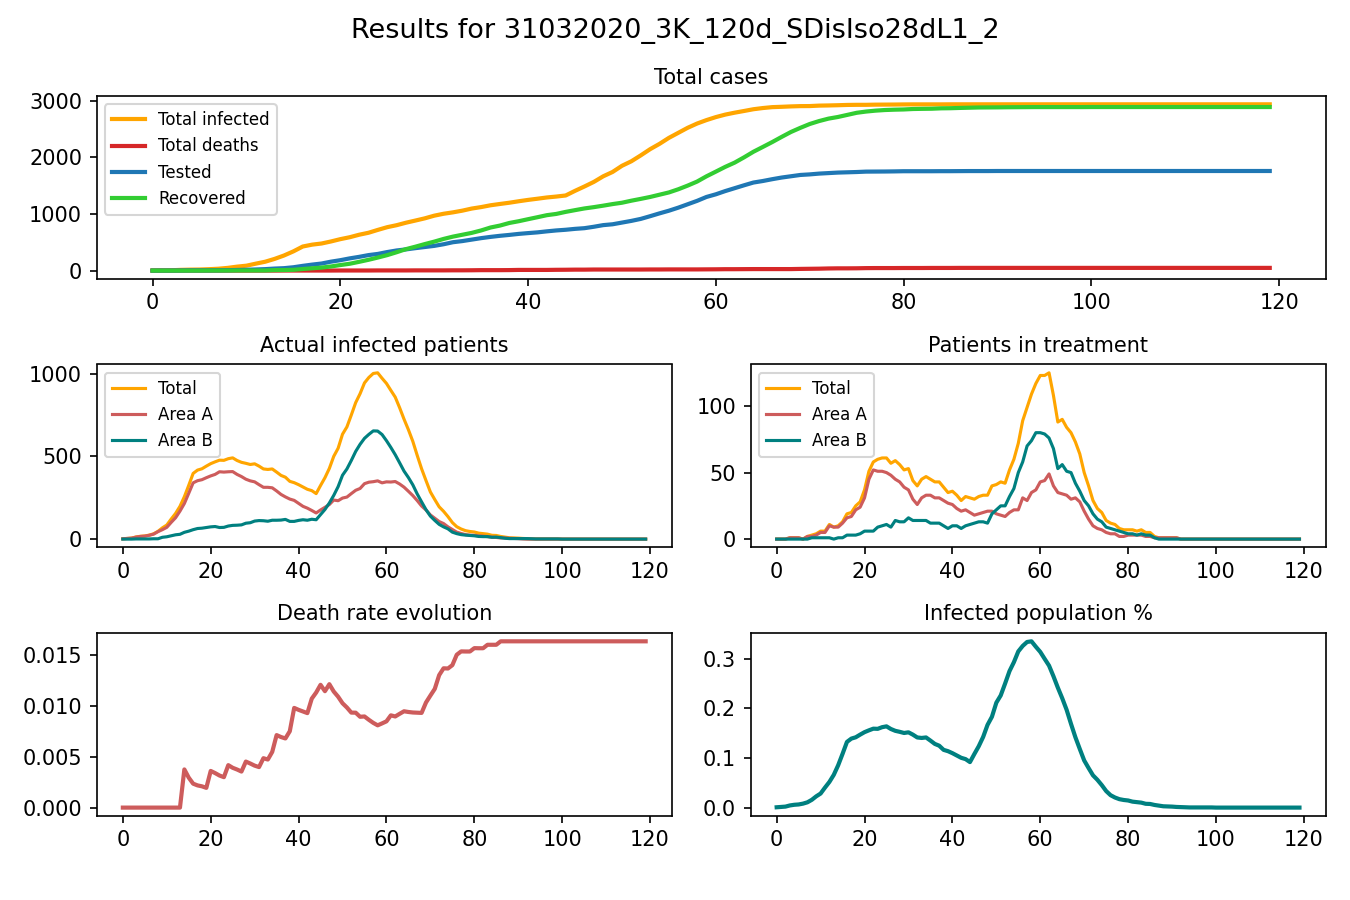 Results for 31032020_3K_120d_SDisIso28dL1_2
Total cases
3000
2000
1000
0
Total infected
Total deaths
Tested
Recovered
0 20 40 60 80 100 120
Actual infected patients
1000
500
0
Total
Area A
Area B
0 20 40 60 80 100 120
Patients in treatment
100
50
0
Total
Area A
Area B
0 20 40 60 80 100 120
Death rate evolution
0.015
0.010
0.005
0.000
0 20 40 60 80 100 120
Infected population %
0.3
0.2
0.1
0.0
0 20 40 60 80 100 120